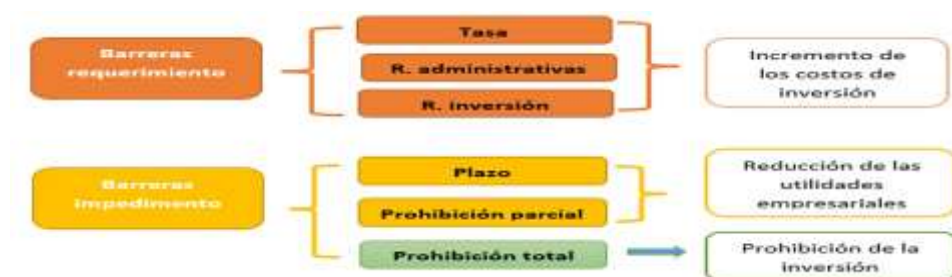 Barreras
requerimiento
Tasa
R. administrativas
R. inversión
Incremento de
los costos de
inversión
Barreras
impedimento
Plazo
Prohibición parcial
Prohibición total
Reducción de las
utilidades
empresariales
Prohibición de la
inversión